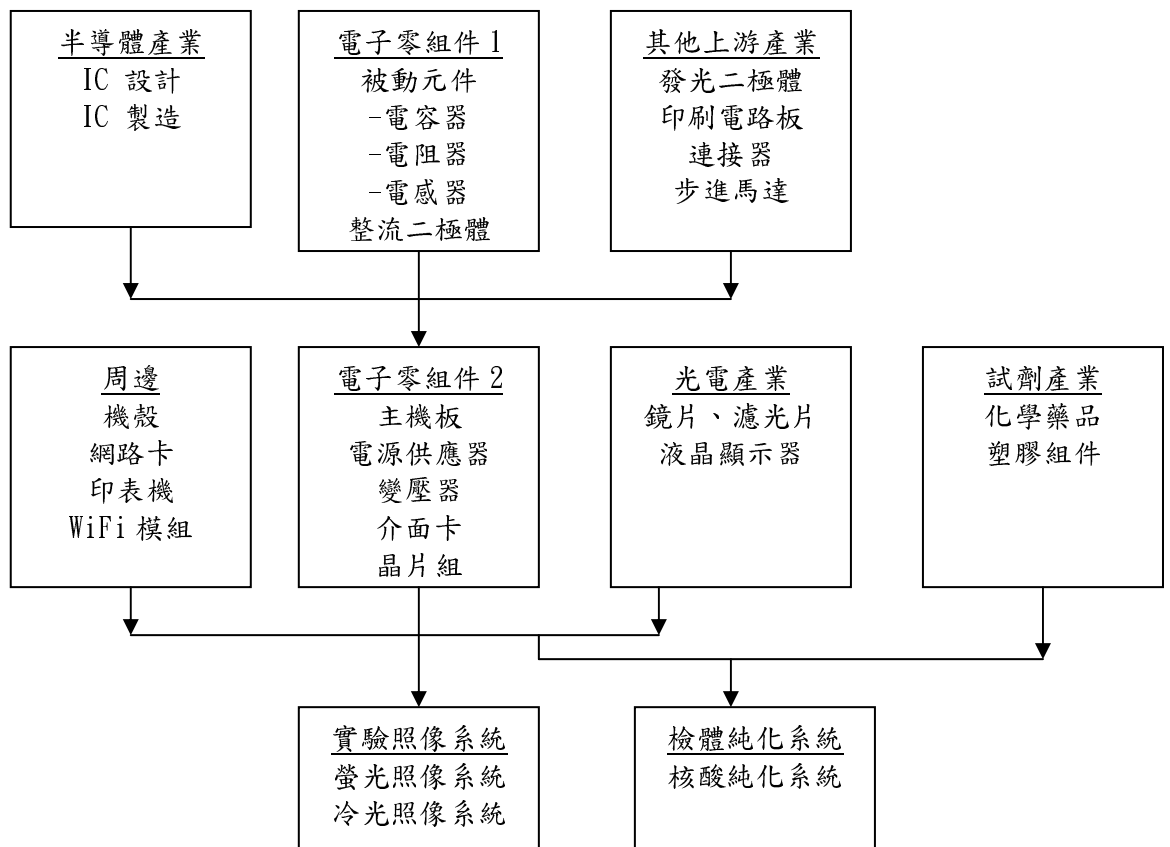 半導體產業
IC 設計
IC 製造
電子零組件 1
被動元件
-電容器
-電阻器
-電感器
整流二極體
其他上游產業
發光二極體
印刷電路板
連接器
步進馬達
周邊
機殼
網路卡
印表機
WiFi 模組
電子零組件 2
主機板
電源供應器
變壓器
介面卡
晶片組
光電產業
鏡片、濾光片
液晶顯示器
試劑產業
化學藥品
塑膠組件
實驗照像系統
螢光照像系統
冷光照像系統
檢體純化系統
核酸純化系統